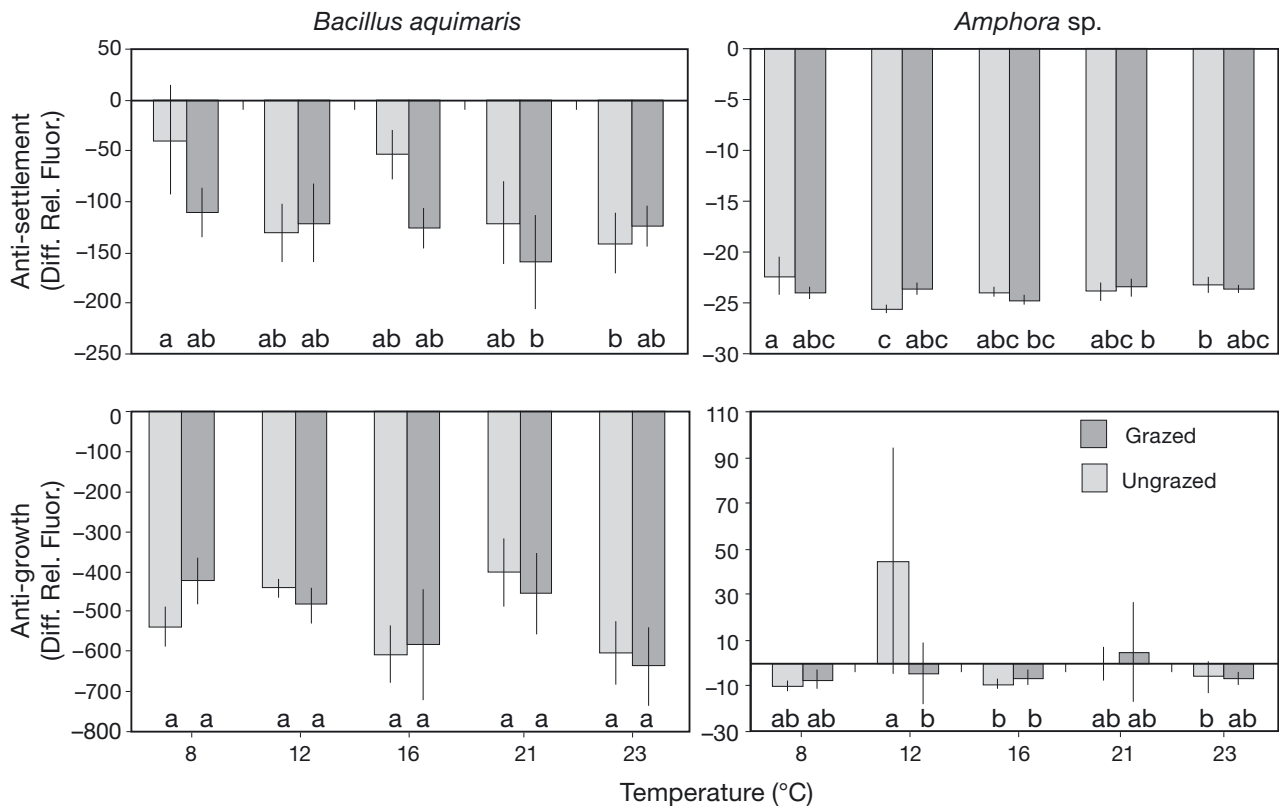 Bacillus aquimaris
Amphora sp.
Anti-settlement
(Diff. Rel. Fluor.)
50
0
−50
−100
−150
−200
−250
a ab ab ab ab ab ab b b ab
0
−5
−10
−15
−20
−25
−30
a abc c abc abc bc abc b b abc
Anti-growth
(Diff. Rel. Fluor.)
0
−100
−200
−300
−400
−500
−600
−700
−800
a a a a a a a a a a
8 12 16 21 23
110
90
70
50
30
10
−10
−30
Grazed
Ungrazed
ab ab a b b b ab ab b ab
8 12 16 21 23
Temperature (°C)